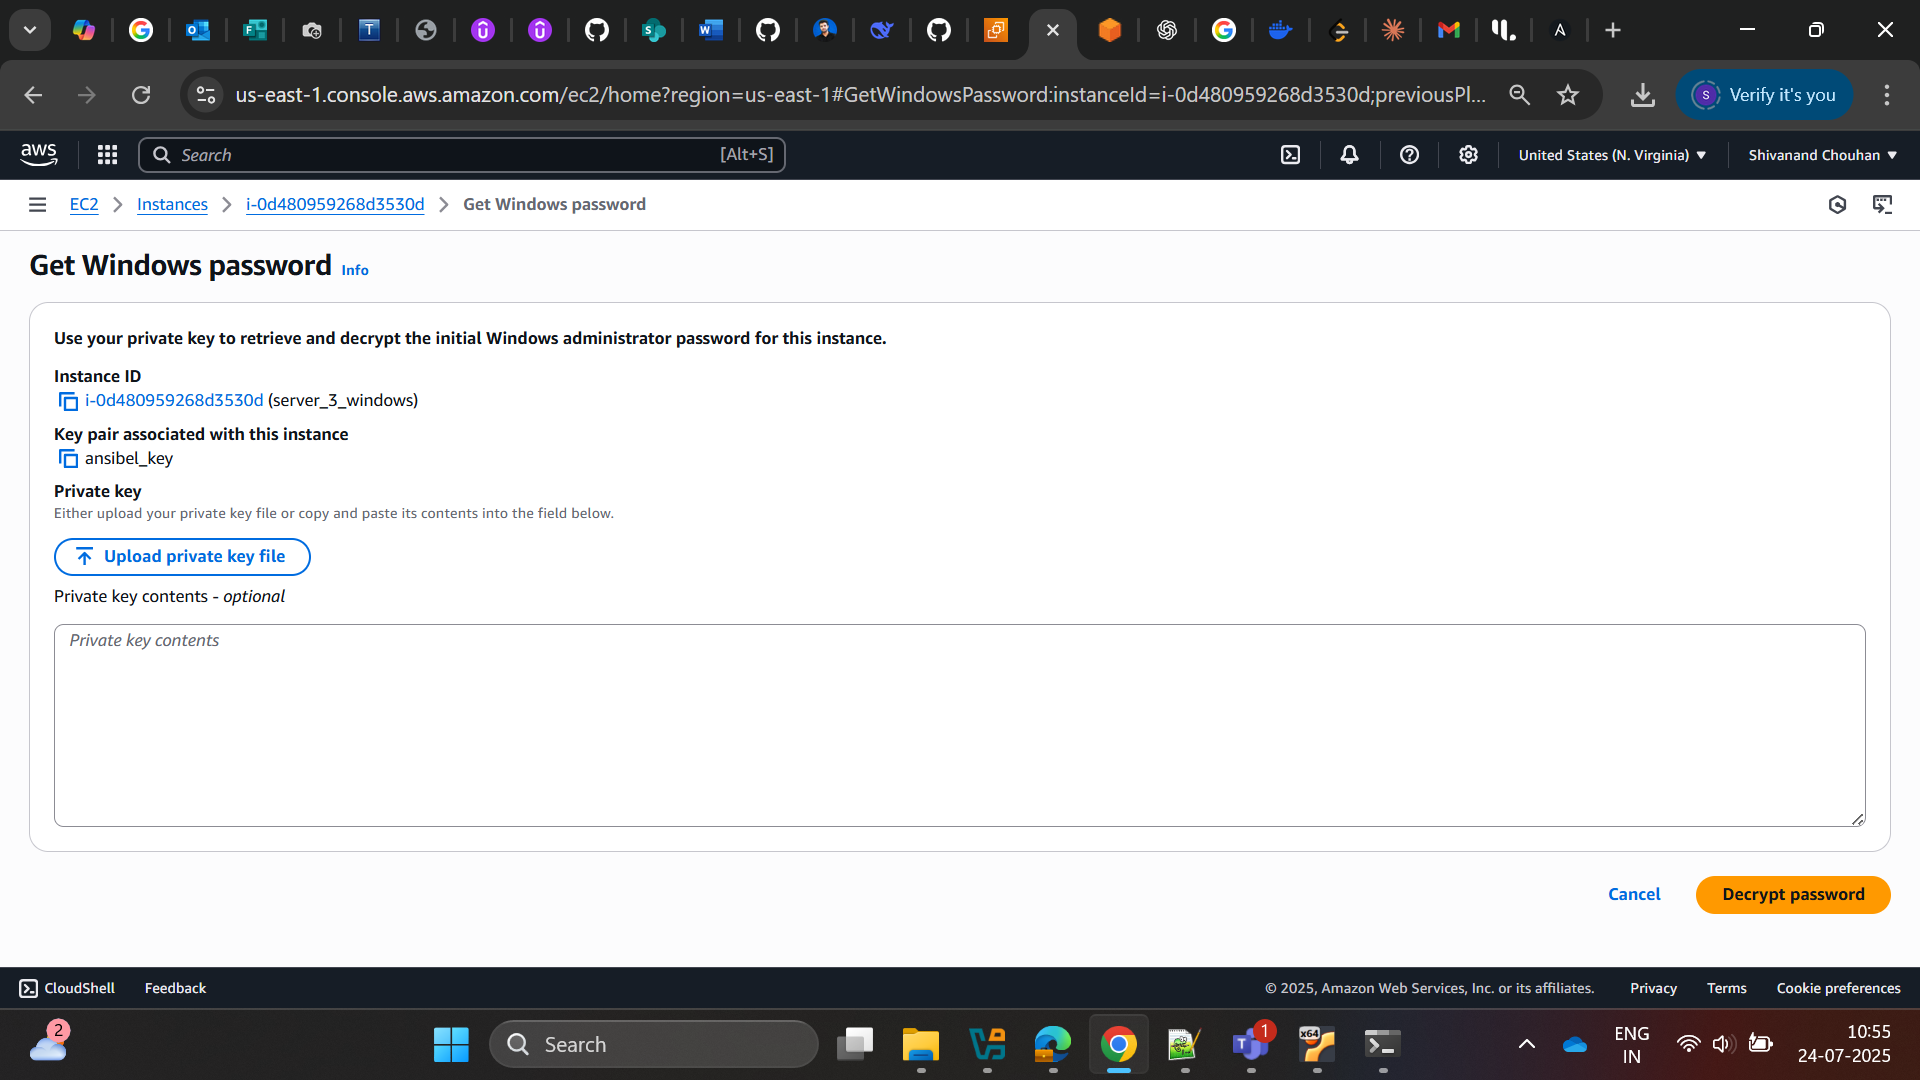 us-east-1.console.aws.amazon.com/ec2/home?region=us-east-1#GetWindowsPassword:instanceId=i-0d480959268d3530d;previousPl...
S
Verify it's you
aws
Search
[Alt+S]
United States (N. Virginia)
Shivanand Chouhan
EC2
Instances
i-0d480959268d3530d
Get Windows password
Get Windows password Info
Use your private key to retrieve and decrypt the initial Windows administrator password for this instance.
Instance ID
i-0d480959268d3530d (server_3_windows)
Key pair associated with this instance
ansibel_key
Private key
Either upload your private key file or copy and paste its contents into the field below.
Upload private key file
Private key contents - optional
Private key contents
Cancel
Decrypt password
CloudShell
Feedback
© 2025, Amazon Web Services, Inc. or its affiliates.
Privacy
Terms
Cookie preferences
2
Search
1
x64
ENG
IN
10:55
24-07-2025